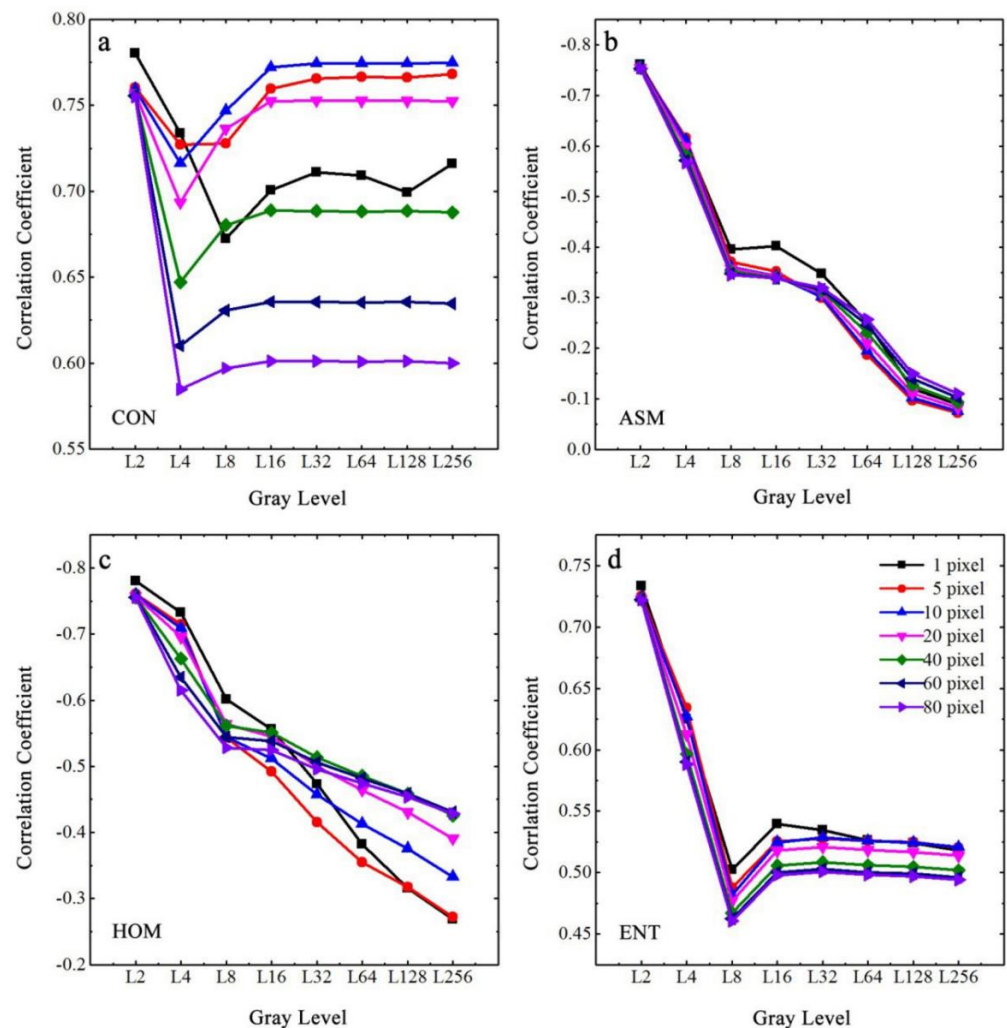 a
0.80
0.75
0.70
0.65
0.60
0.55
Correlation Coefficient
CON
L2 L4 L8 L16 L32 L64 L128 L256
Gray Level
b
-0.8
-0.7
-0.6
-0.4
-0.3
-0.2
-0.1
0.0
Correlation Coefficient
ASM
L2 L4 L8 L16 L32 L64 L128 L256
Gray Level
c
-0.8
-0.7
-0.6
-0.5
-0.4
-0.3
-0.2
Correlation Coefficient
HOM
L2 L4 L8 L16 L32 L64 L128 L256
Gray Level
d
0.75
0.70
0.65
0.60
0.55
0.50
0.45
Corrlation Coefficient
1 pixel
5 pixel
10 pixel
20 pixel
40 pixel
60 pixel
80 pixel
ENT
L2 L4 L8 L16 L32 L64 L128 L256
Gray Level